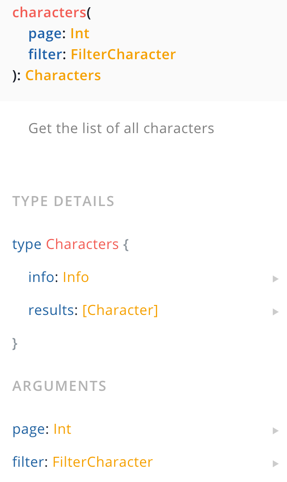 characters(
page: Int
filter: FilterCharacter
): Characters
Get the list of all characters
TYPE DETAILS
type Characters {
info: Info
results: [Character]
}
ARGUMENTS
page: Int
filter: FilterCharacter